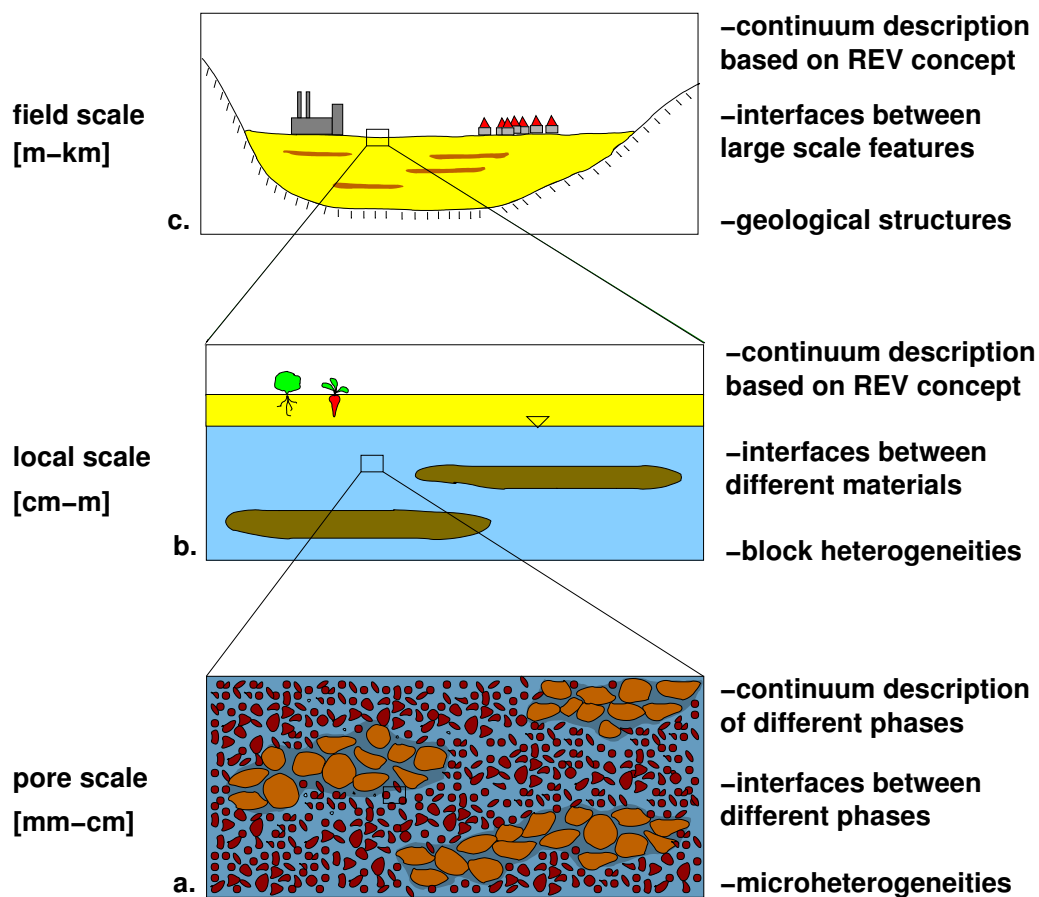 field scale
[m–km]
c.
–continuum description
based on REV concept
–interfaces between
large scale features
–geological structures
local scale
[cm–m]
b.
–continuum description
based on REV concept
–interfaces between
different materials
–block heterogeneities
pore scale
[mm–cm]
a.
–continuum description
of different phases
–interfaces between
different phases
–microheterogeneities